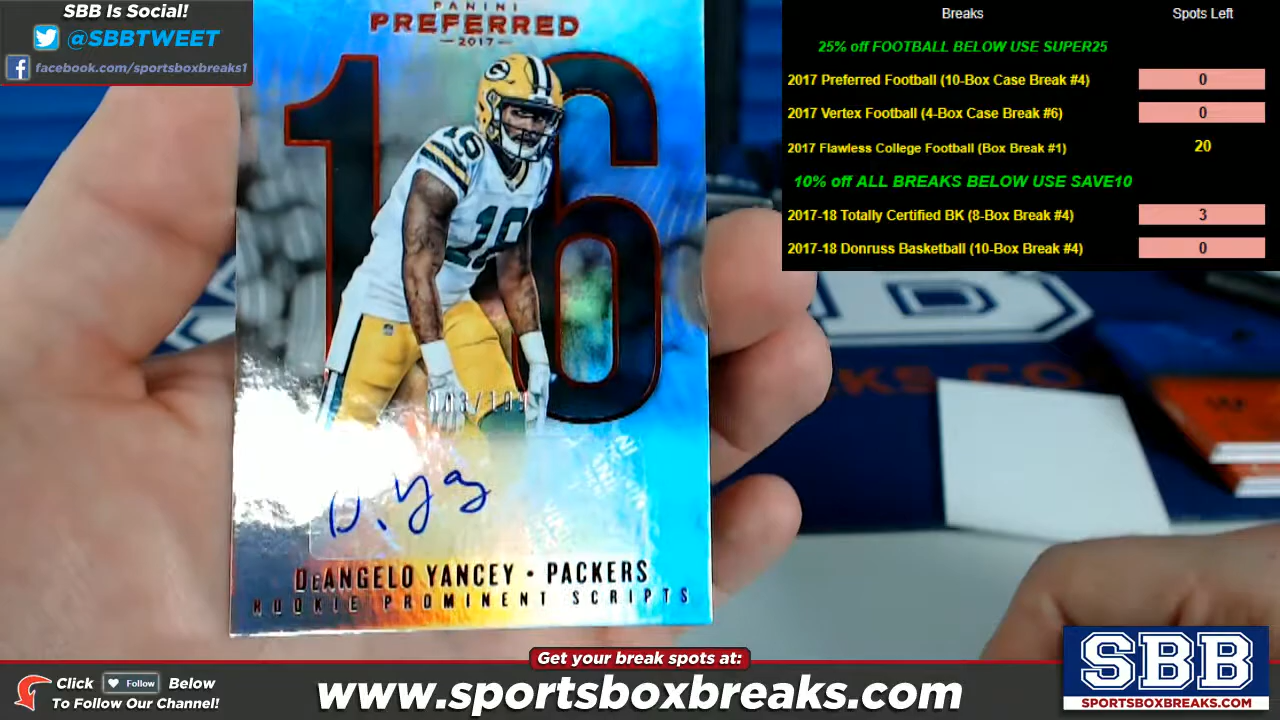 SBB Is Social!
@SBBTWEET
facebook.com/sportsboxbreaks1
PANINI
PREFERRED
2017
16
16
D. Yay
DeANGELO YANCEY • PACKERS
ROOKIE PROMINENT SCRIPTS
Breaks Spots Left
25% off FOOTBALL BELOW USE SUPER25
2017 Preferred Football (10-Box Case Break #4) 0
2017 Vertex Football (4-Box Case Break #6) 0
2017 Flawless College Football (Box Break #1) 20
10% off ALL BREAKS BELOW USE SAVE10
2017-18 Totally Certified BK (8-Box Break #4) 3
2017-18 Donruss Basketball (10-Box Break #4) 0
Get your break spots at:
Click Follow Below
To Follow Our Channel!
www.sportsboxbreaks.com
SBB
SPORTSBOXBREAKS.COM